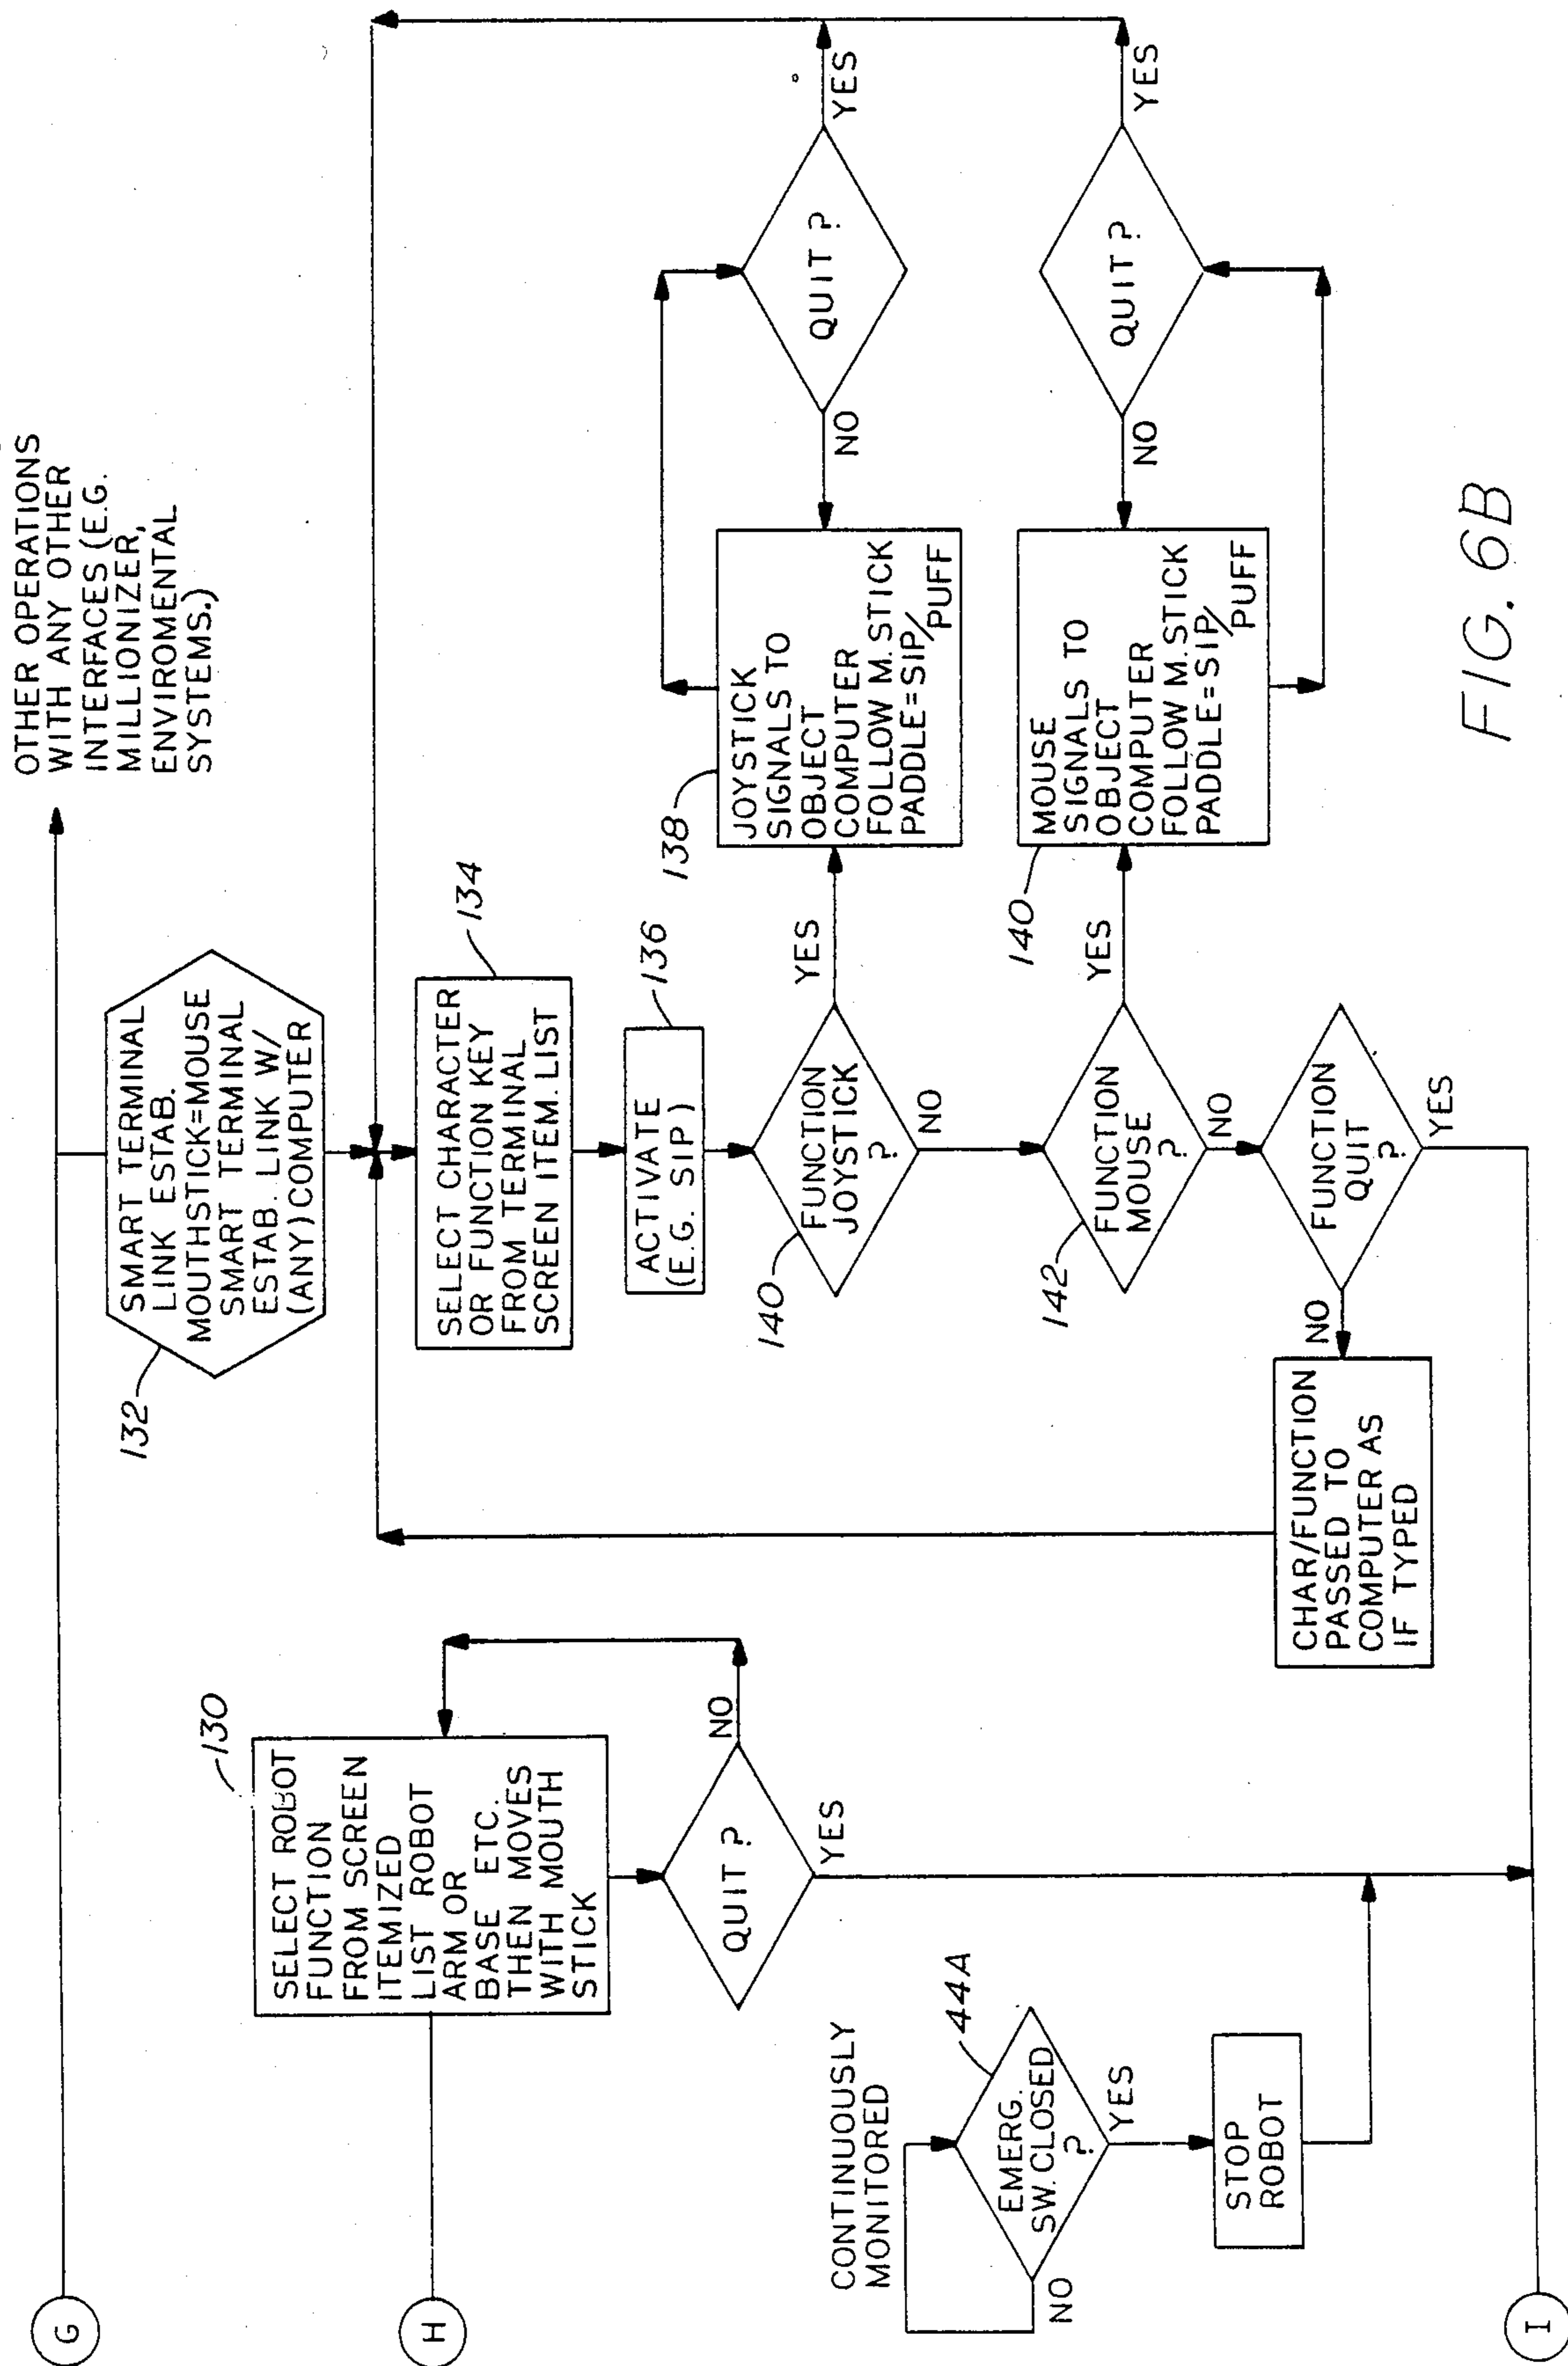 OTHER OPERATIONS
WITH ANY OTHER
INTERFACES (E.G.
MILLIONIZER,
ENVIROMENTAL
SYSTEMS.)
G
132
SMART TERMINAL
LINK ESTAB.
MOUTHSTICK=MOUSE
SMART TERMINAL
ESTAB. LINK W/
(ANY) COMPUTER
H
130
SELECT ROBOT
FUNCTION
FROM SCREEN
ITEMIZED
LIST ROBOT
ARM OR
BASE ETC.
THEN MOVES
WITH MOUTH
STICK
NO
QUIT ?
YES
134
SELECT CHARACTER
OR FUNCTION KEY
FROM TERMINAL
SCREEN ITEM. LIST
136
ACTIVATE
(E.G. SIP)
140
FUNCTION
JOYSTICK
?
YES
NO
138
JOYSTICK
SIGNALS TO
OBJECT
COMPUTER
FOLLOW M.STICK
PADDLE=SIP/
PUFF
NO
QUIT ?
YES
142
FUNCTION
MOUSE
?
YES
NO
140
MOUSE
SIGNALS TO
OBJECT
COMPUTER
FOLLOW M.STICK
PADDLE=SIP/
PUFF
NO
QUIT ?
YES
FUNCTION
QUIT
?
NO
YES
CHAR/FUNCTION
PASSED TO
COMPUTER AS
IF TYPED
CONTINUOUSLY
MONITORED
44A
EMERG.
SW. CLOSED
?
NO
YES
STOP
ROBOT
I
FIG. 6B